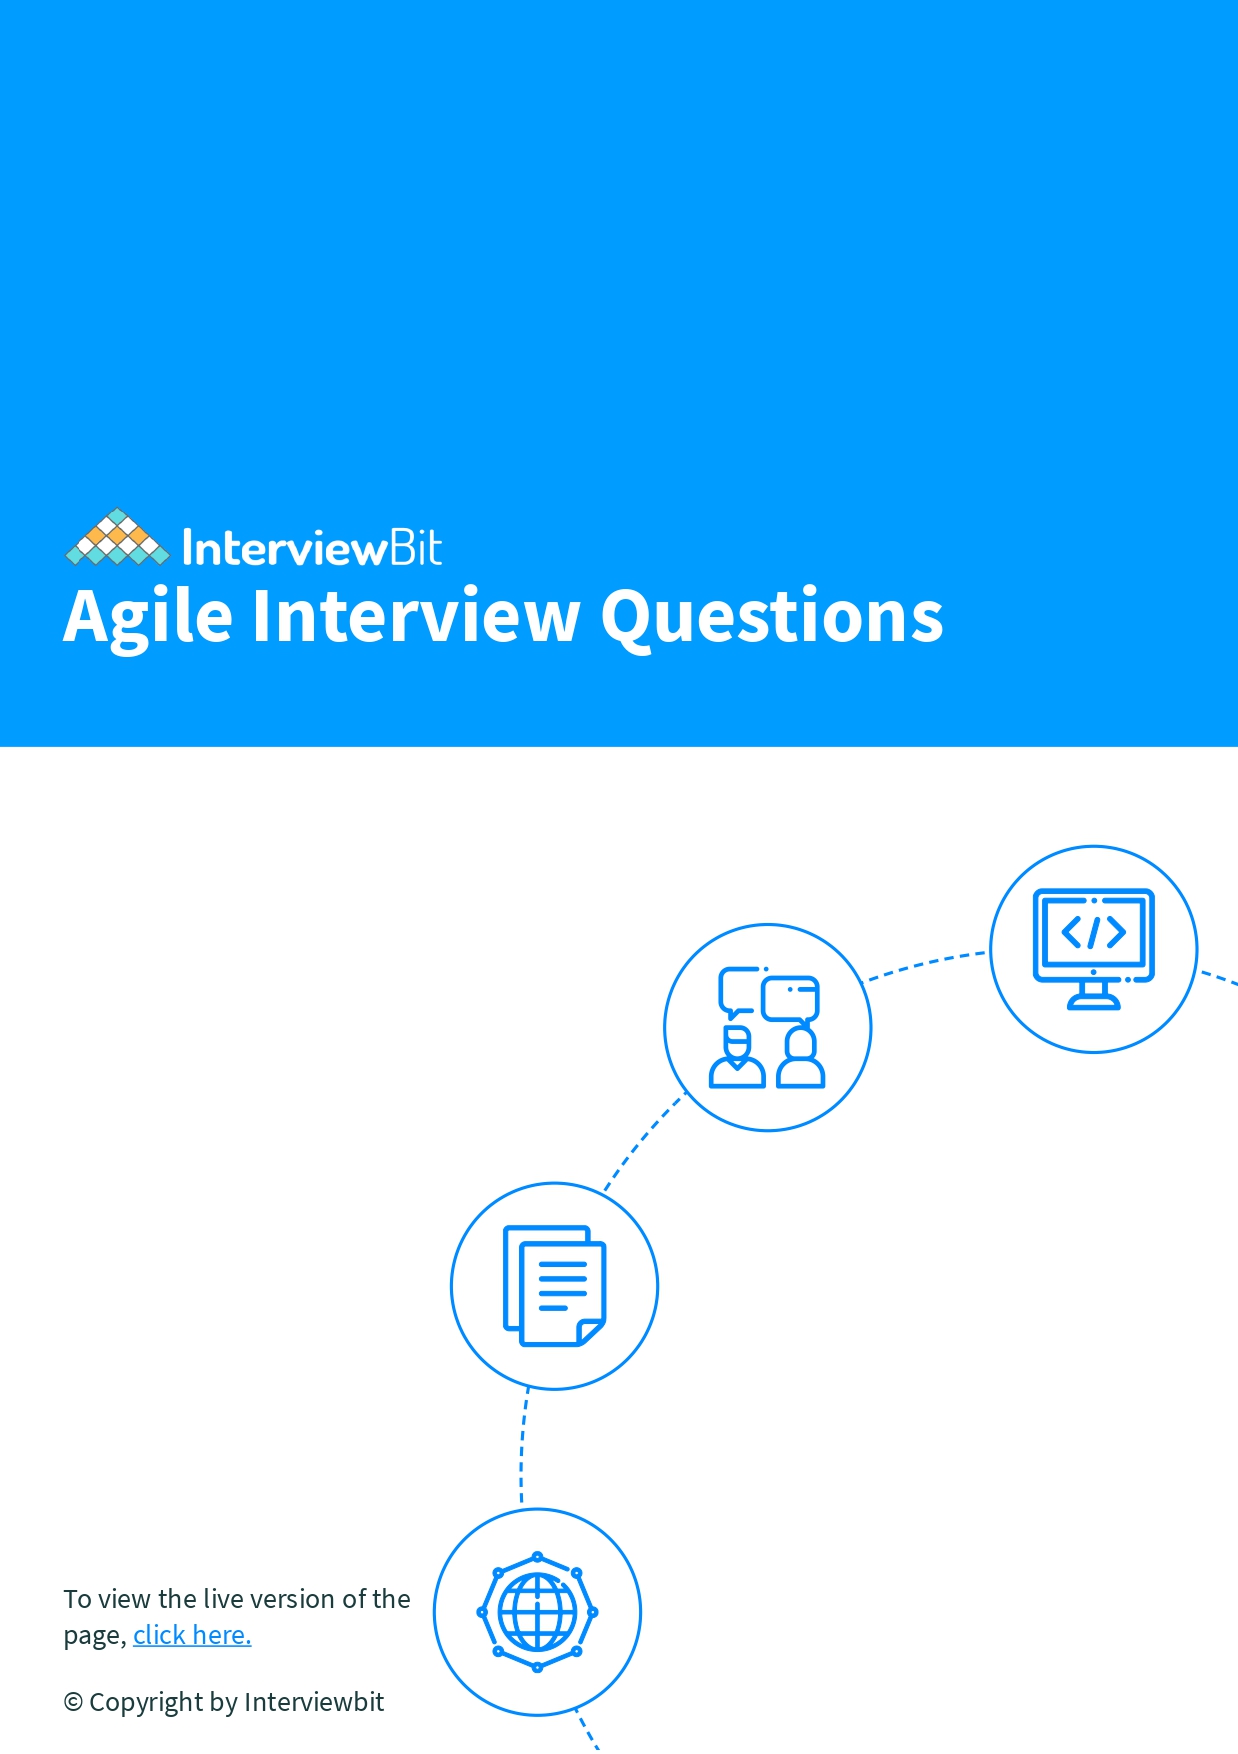 InterviewBit
Agile Interview Questions
To view the live version of the
page, click here.
© Copyright by Interviewbit